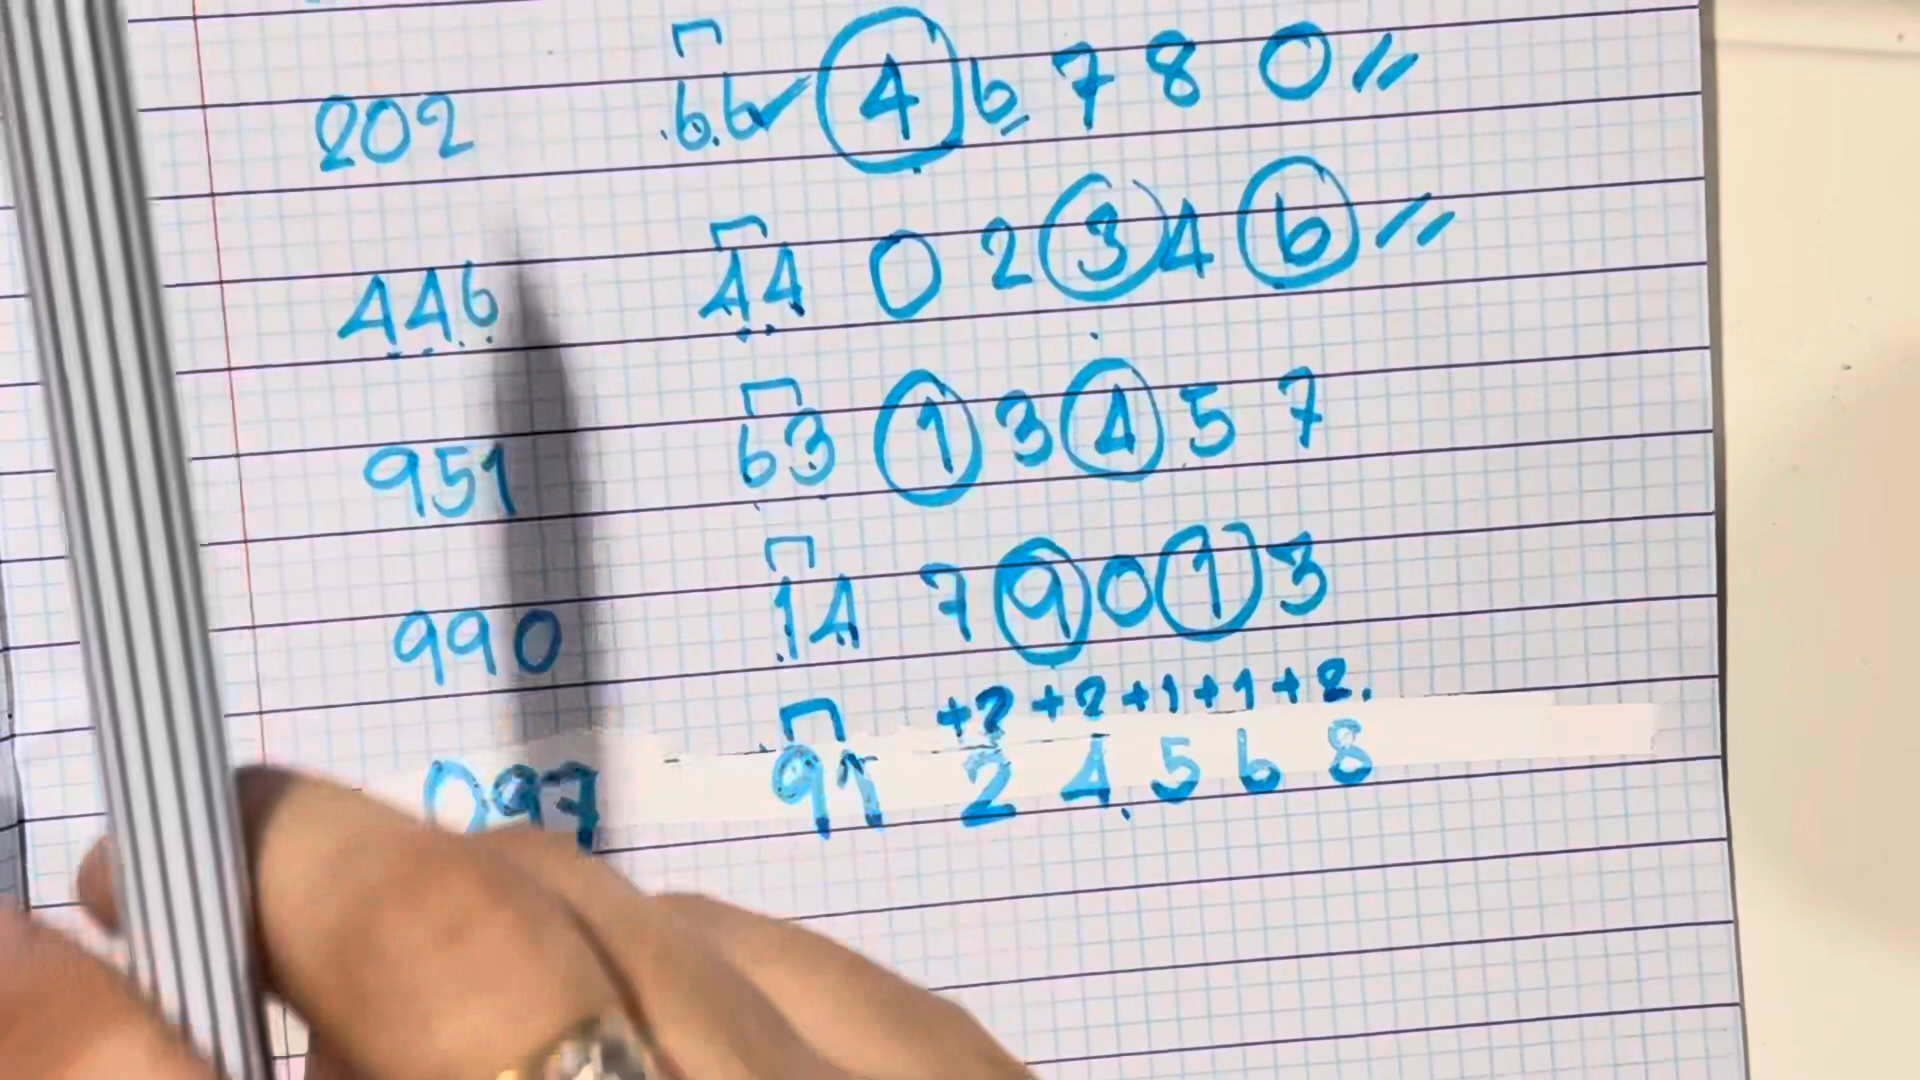 202 66✓ 4 6 7 8 0 //
446 44 0 2 3 4 6 //
951 63 1 3 4 5 7
990 14 7 9 0 1 3
+2 +2 +1 +1 +2.
097 91 2 4 5 6 8